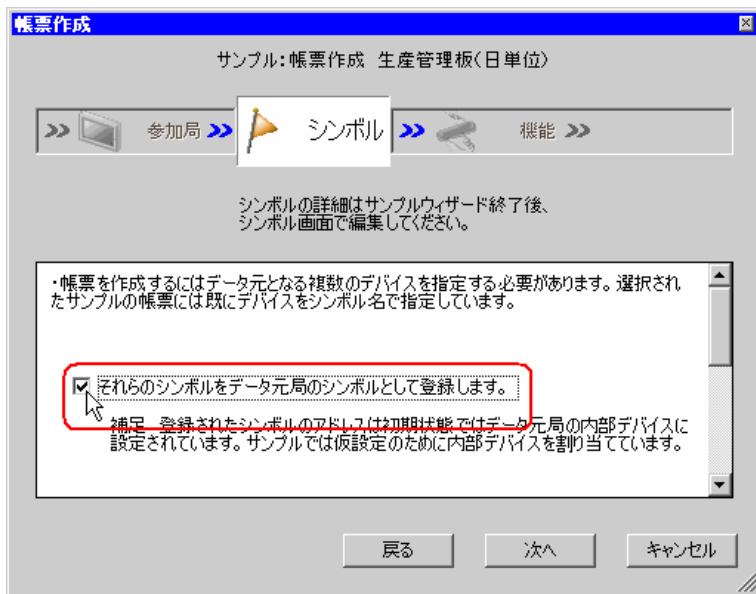 帳票作成
サンプル：帳票作成 生産管理板（日単位）
参加局
シンボル
機能
シンボルの詳細はサンプルウィザード終了後、
シンボル画面で編集してください。
・帳票を作成するにはデータ元となる複数のデバイスを指定する必要があります。選択され
たサンプルの帳票には既にデバイスをシンボル名で指定しています。
それらのシンボルをデータ元局のシンボルとして登録します。
補足 登録されたシンボルのアドレスは初期状態ではデータ元局の内部デバイスに
設定されています。サンプルでは仮設定のために内部デバイスを割り当てています。
戻る
次へ
キャンセル